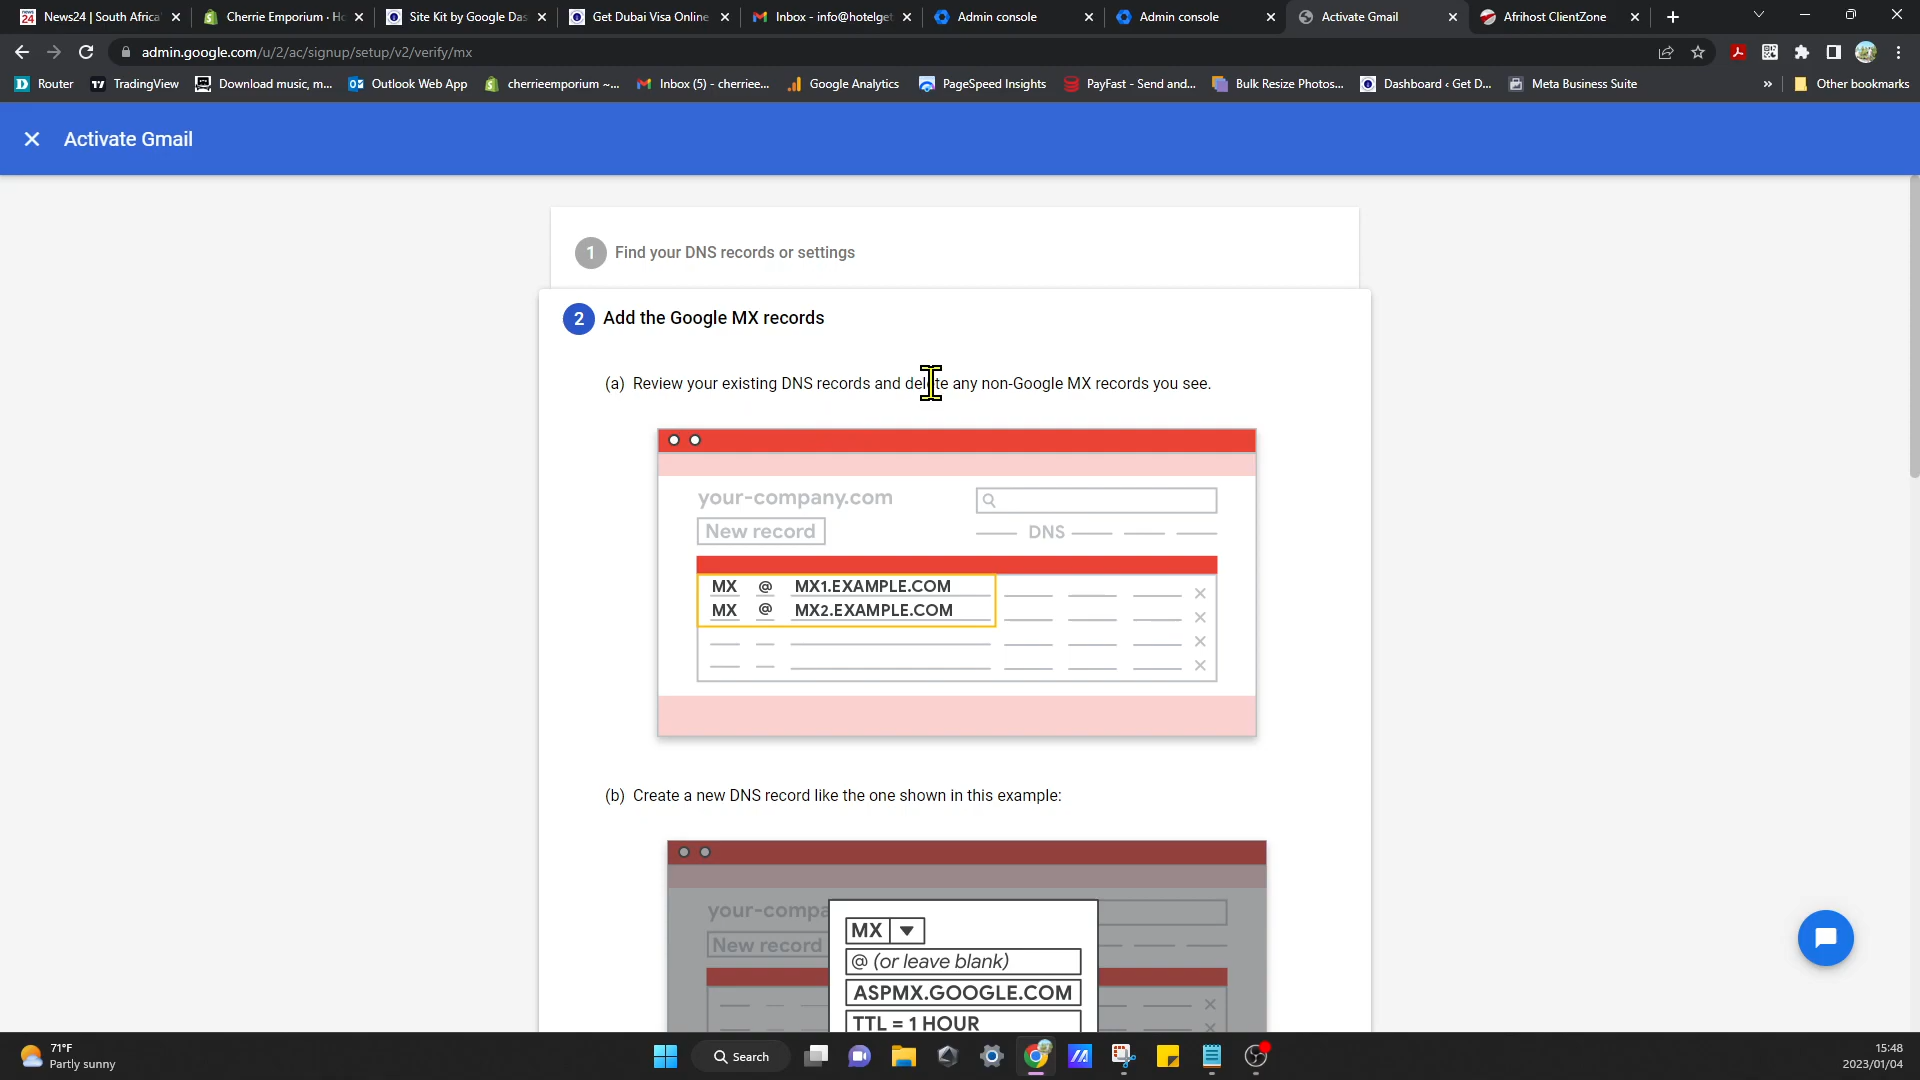 News24 | South Africa'
Cherrie Emporium · Ho
Site Kit by Google Das
Get Dubai Visa Online
Inbox - info@hotelget
Admin console
Admin console
Activate Gmail
Afrihost ClientZone
admin.google.com/u/2/ac/signup/setup/v2/verify/mx
Router
TradingView
Download music, m...
Outlook Web App
cherrieemporium ~...
Inbox (5) - cherriee...
Google Analytics
PageSpeed Insights
PayFast - Send and...
Bulk Resize Photos...
Dashboard ‹ Get D...
Meta Business Suite
»
Other bookmarks
Activate Gmail
1 Find your DNS records or settings
2 Add the Google MX records
(a) Review your existing DNS records and delete any non-Google MX records you see.
your-company.com
New record
DNS
MX @ MX1.EXAMPLE.COM
MX @ MX2.EXAMPLE.COM
(b) Create a new DNS record like the one shown in this example:
your-compa
New record
MX
@ (or leave blank)
ASPMX.GOOGLE.COM
TTL = 1 HOUR
71°F
Partly sunny
Search
15:48
2023/01/04